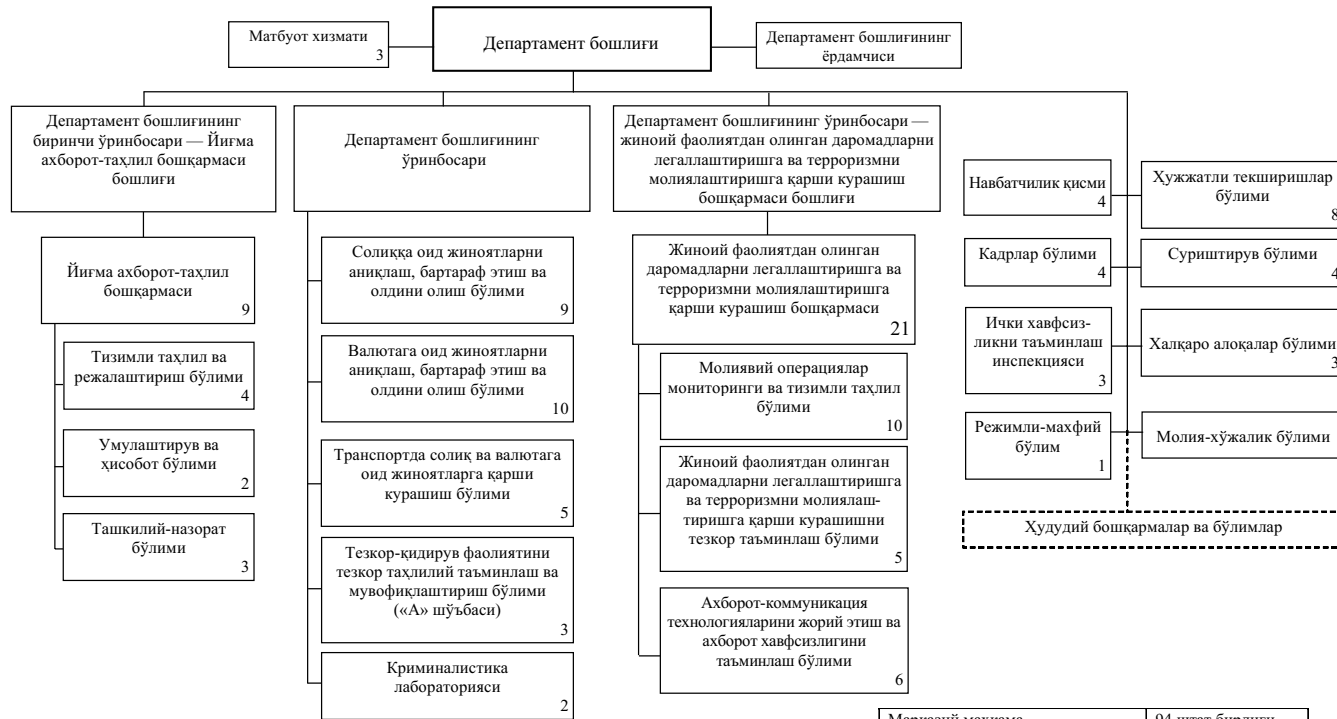 Матбуот хизмати
3
Департамент бошлиғи
Департамент бошлиғининг
ёрдамчиси
Департамент бошлиғининг
биринчи ўринбосари — Йиғма
ахборот-таҳлил бошқармаси
бошлиғи
Йиғма ахборот-таҳлил
бошқармаси
9
Тизимли таҳлил ва
режалаштириш бўлими
4
Умулаштирув ва
ҳисобот бўлими
2
Ташкилий-назорат
бўлими
3
Департамент бошлиғининг
ўринбосари
Солиққа оид жиноятларни
аниқлаш, бартараф этиш ва
олдини олиш бўлими
9
Валютага оид жиноятларни
аниқлаш, бартараф этиш ва
олдини олиш бўлими
10
Транспортда солиқ ва валютага
оид жиноятларга қарши
курашиш бўлими
5
Тезкор-қидирув фаолиятини
тезкор таҳлилий таъминлаш ва
мувофиқлаштириш бўлими
(«А» шўъбаси)
3
Криминалистика
лабораторияси
2
Департамент бошлиғининг ўринбосари —
жиноий фаолиятдан олинган даромадларни
легаллаштиришга ва терроризмни
молиялаштиришга қарши курашиш
бошқармаси бошлиғи
Жиноий фаолиятдан олинган
даромадларни легаллаштиришга ва
терроризмни молиялаштиришга
қарши курашиш бошқармаси
21
Молиявий операциялар
мониторинги ва тизимли таҳлил
бўлими
10
Жиноий фаолиятдан олинган
даромадларни легаллаштиришга
ва терроризмни молиялаш-
тиришга қарши курашишни
тезкор таъминлаш бўлими
5
Ахборот-коммуникация
технологияларини жорий этиш ва
ахборот хавфсизлигини
таъминлаш бўлими
6
Навбатчилик қисми
4
Ҳужжатли текширишлар
бўлими
8
Кадрлар бўлими
4
Суриштирув бўлими
4
Ички хавфсиз-
ликни таъминлаш
инспекцияси
3
Халқаро алоқалар бўлими
3
Режимли-махфий
бўлим
1
Молия-хўжалик бўлими
Ҳудудий бошқармалар ва бўлимлар